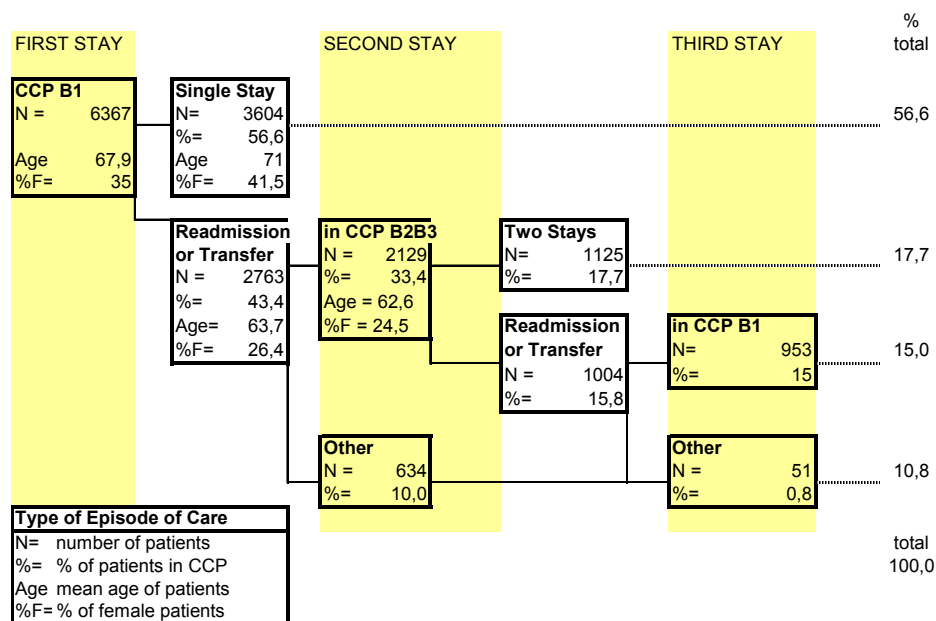 %
total
FIRST STAY
SECOND STAY
THIRD STAY
CCP B1
N = 6367
Age 67,9
%F= 35
Single Stay
N= 3604
%= 56,6
Age 71
%F= 41,5
56,6
Readmission
or Transfer
N = 2763
%= 43,4
Age= 63,7
%F= 26,4
in CCP B2B3
N = 2129
%= 33,4
Age = 62,6
%F = 24,5
Two Stays
N= 1125
%= 17,7
17,7
Readmission
or Transfer
N = 1004
%= 15,8
in CCP B1
N= 953
%= 15
15,0
Other
N = 634
%= 10,0
Other
N = 51
%= 0,8
10,8
Type of Episode of Care
N= number of patients
%= % of patients in CCP
Age mean age of patients
%F= % of female patients
total
100,0